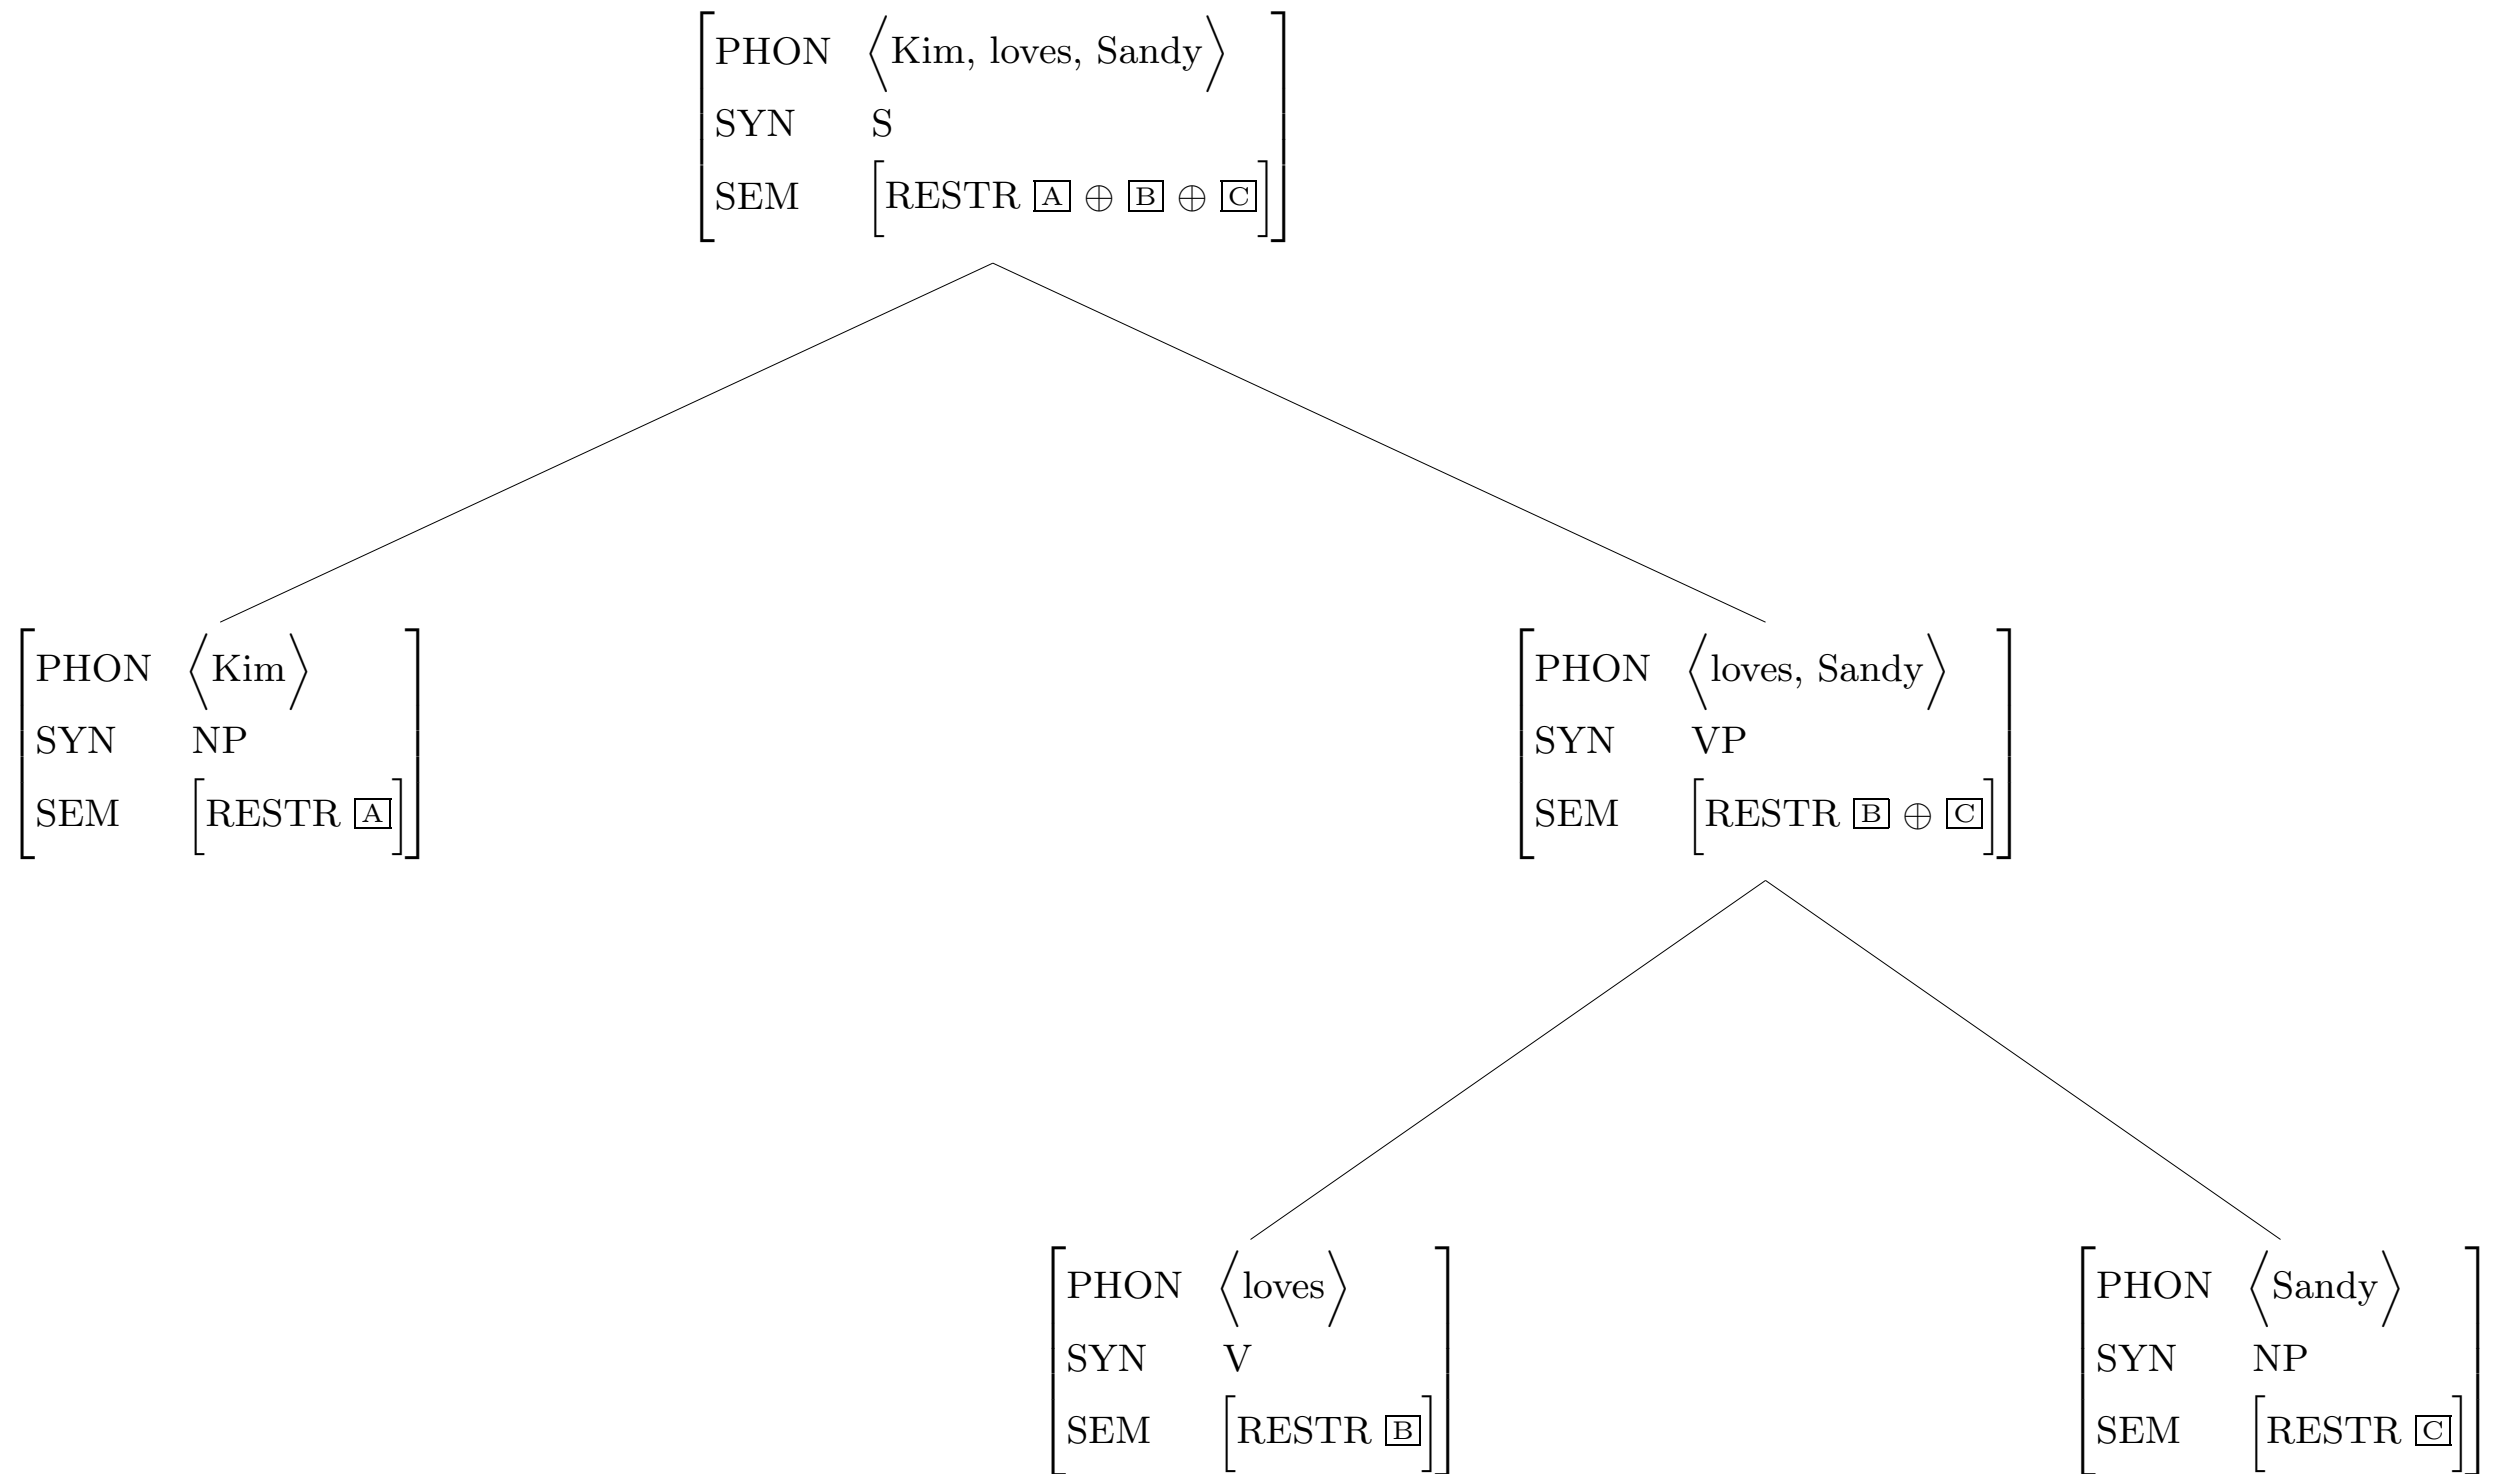 PHON ⟨Kim, loves, Sandy⟩
SYN S
SEM [RESTR A ⊕ B ⊕ C]
PHON ⟨Kim⟩
SYN NP
SEM [RESTR A]
PHON ⟨loves, Sandy⟩
SYN VP
SEM [RESTR B ⊕ C]
PHON ⟨loves⟩
SYN V
SEM [RESTR B]
PHON ⟨Sandy⟩
SYN NP
SEM [RESTR C]